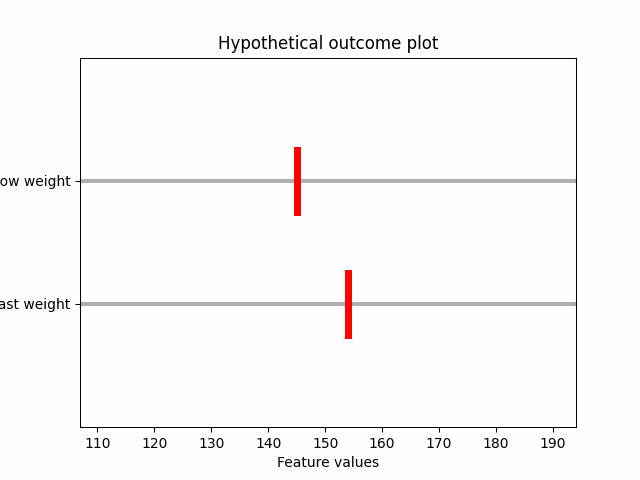 Hypothetical outcome plot
ow weight
ast weight
110 120 130 140 150 160 170 180 190
Feature values